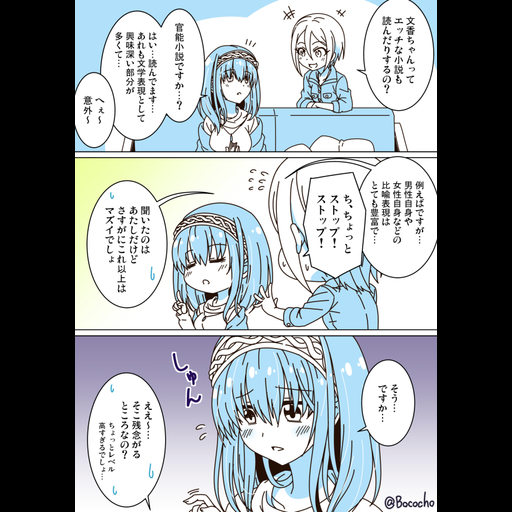 文香ちゃんって
エッチな小説も
読んだりするの?
官能小説ですか…?
はい…読んでます…
あれも文学表現として
興味深い部分が
多くて…
へぇ〜
意外〜
例えばですが…
男性自身や
女性自身などの
比喩表現は
とても豊富で…
ち、ちょっと
ストップ!
ストップ!
聞いたのは
あたしだけど
さすがにこれ以上は
マズイでしょ
そう…
ですか…
しゅん
ええ〜…
そこ残念がる
ところなの?
ちょっとレベル
高すぎるでしょ…
@Bococho